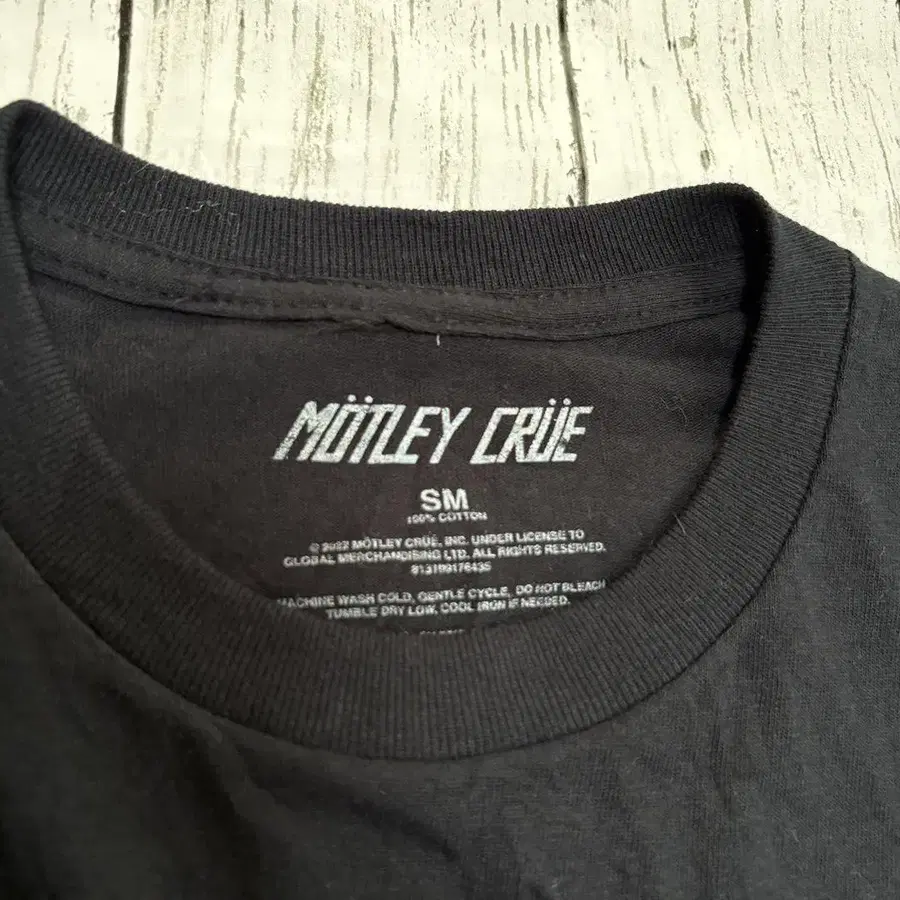 MÖTLEY CRÜE
SM
100% COTTON
© 2022 MÖTLEY CRÜE, INC. UNDER LICENSE TO
GLOBAL MERCHANDISING LTD. ALL RIGHTS RESERVED.
813199176435
MACHINE WASH COLD, GENTLE CYCLE, DO NOT BLEACH
TUMBLE DRY LOW, COOL IRON IF NEEDED.